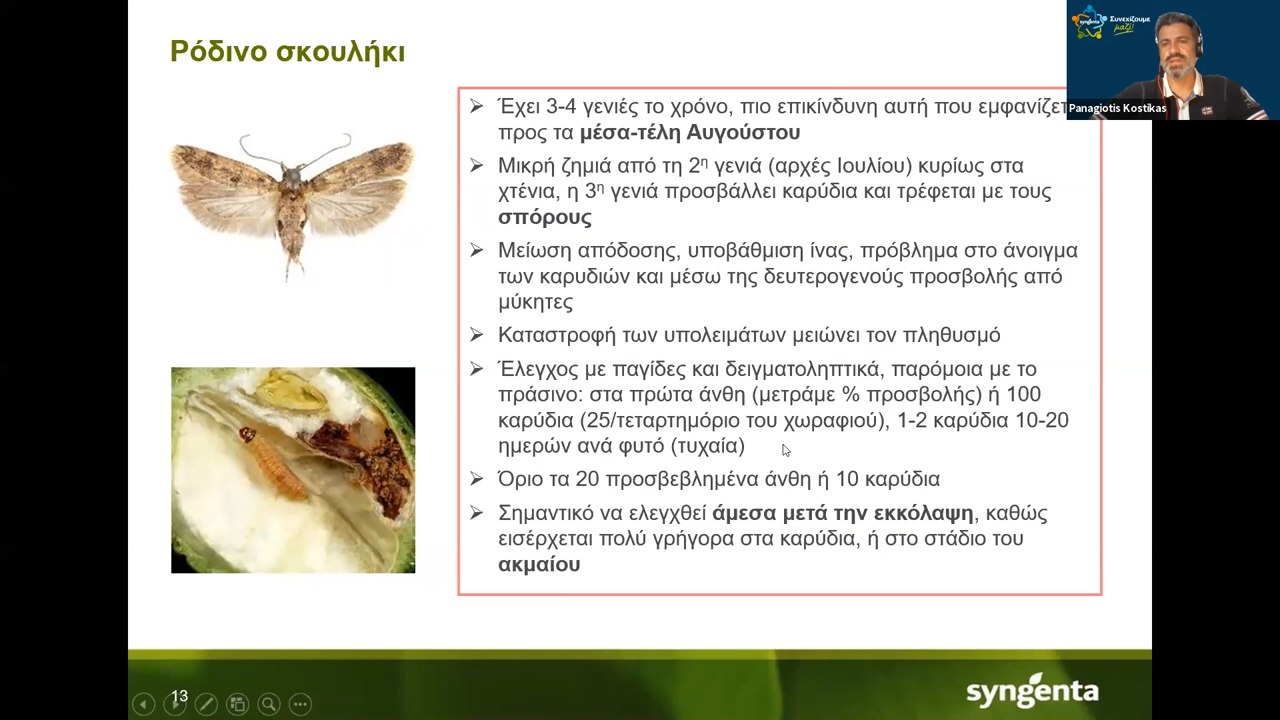 Ρόδινο σκουλήκι
syngenta
Συνεχίζουμε
μαζί!
Panagiotis Kostikas
➢ Έχει 3-4 γενιές το χρόνο, πιο επικίνδυνη αυτή που
προς τα μέσα-τέλη Αυγούστου
➢ Μικρή ζημιά από τη 2η γενιά (αρχές Ιουλίου) κυρίως στα
χτένια, η 3η γενιά προσβάλλει καρύδια και τρέφεται με τους
σπόρους
➢ Μείωση απόδοσης, υποβάθμιση ίνας, πρόβλημα στο άνοιγμα
των καρυδιών και μέσω της δευτερογενούς προσβολής από
μύκητες
➢ Καταστροφή των υπολειμάτων μειώνει τον πληθυσμό
➢ Έλεγχος με παγίδες και δειγματοληπτικά, παρόμοια με το
πράσινο: στα πρώτα άνθη (μετράμε % προσβολής) ή 100
καρύδια (25/τεταρτημόριο του χωραφιού), 1-2 καρύδια 10-20
ημερών ανά φυτό (τυχαία)
➢ Όριο τα 20 προσβεβλημένα άνθη ή 10 καρύδια
➢ Σημαντικό να ελεγχθεί άμεσα μετά την εκκόλαψη, καθώς
εισέρχεται πολύ γρήγορα στα καρύδια, ή στο στάδιο του
ακμαίου
13
syngenta